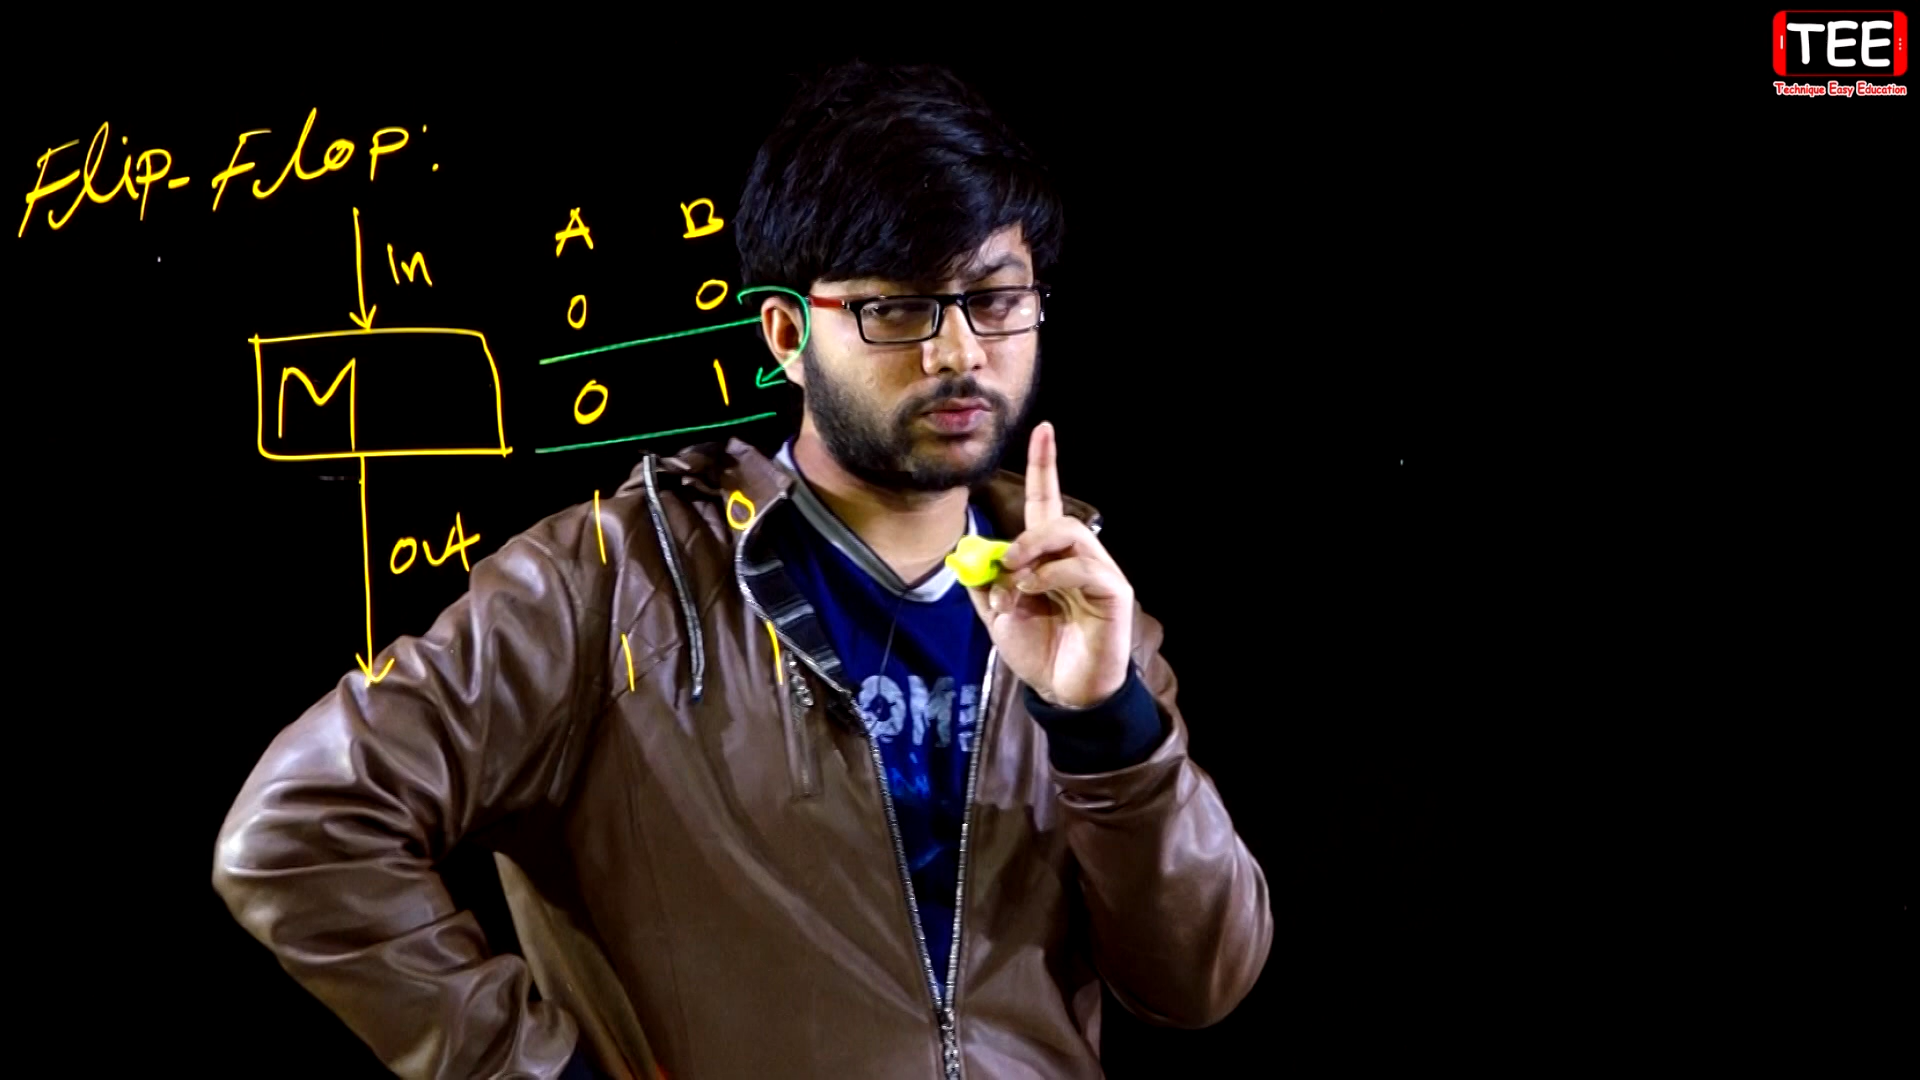 Flip-Flop:
In
M
out
A B
0 0
0 1
1 0
1 1
TEE
Technique Easy Education